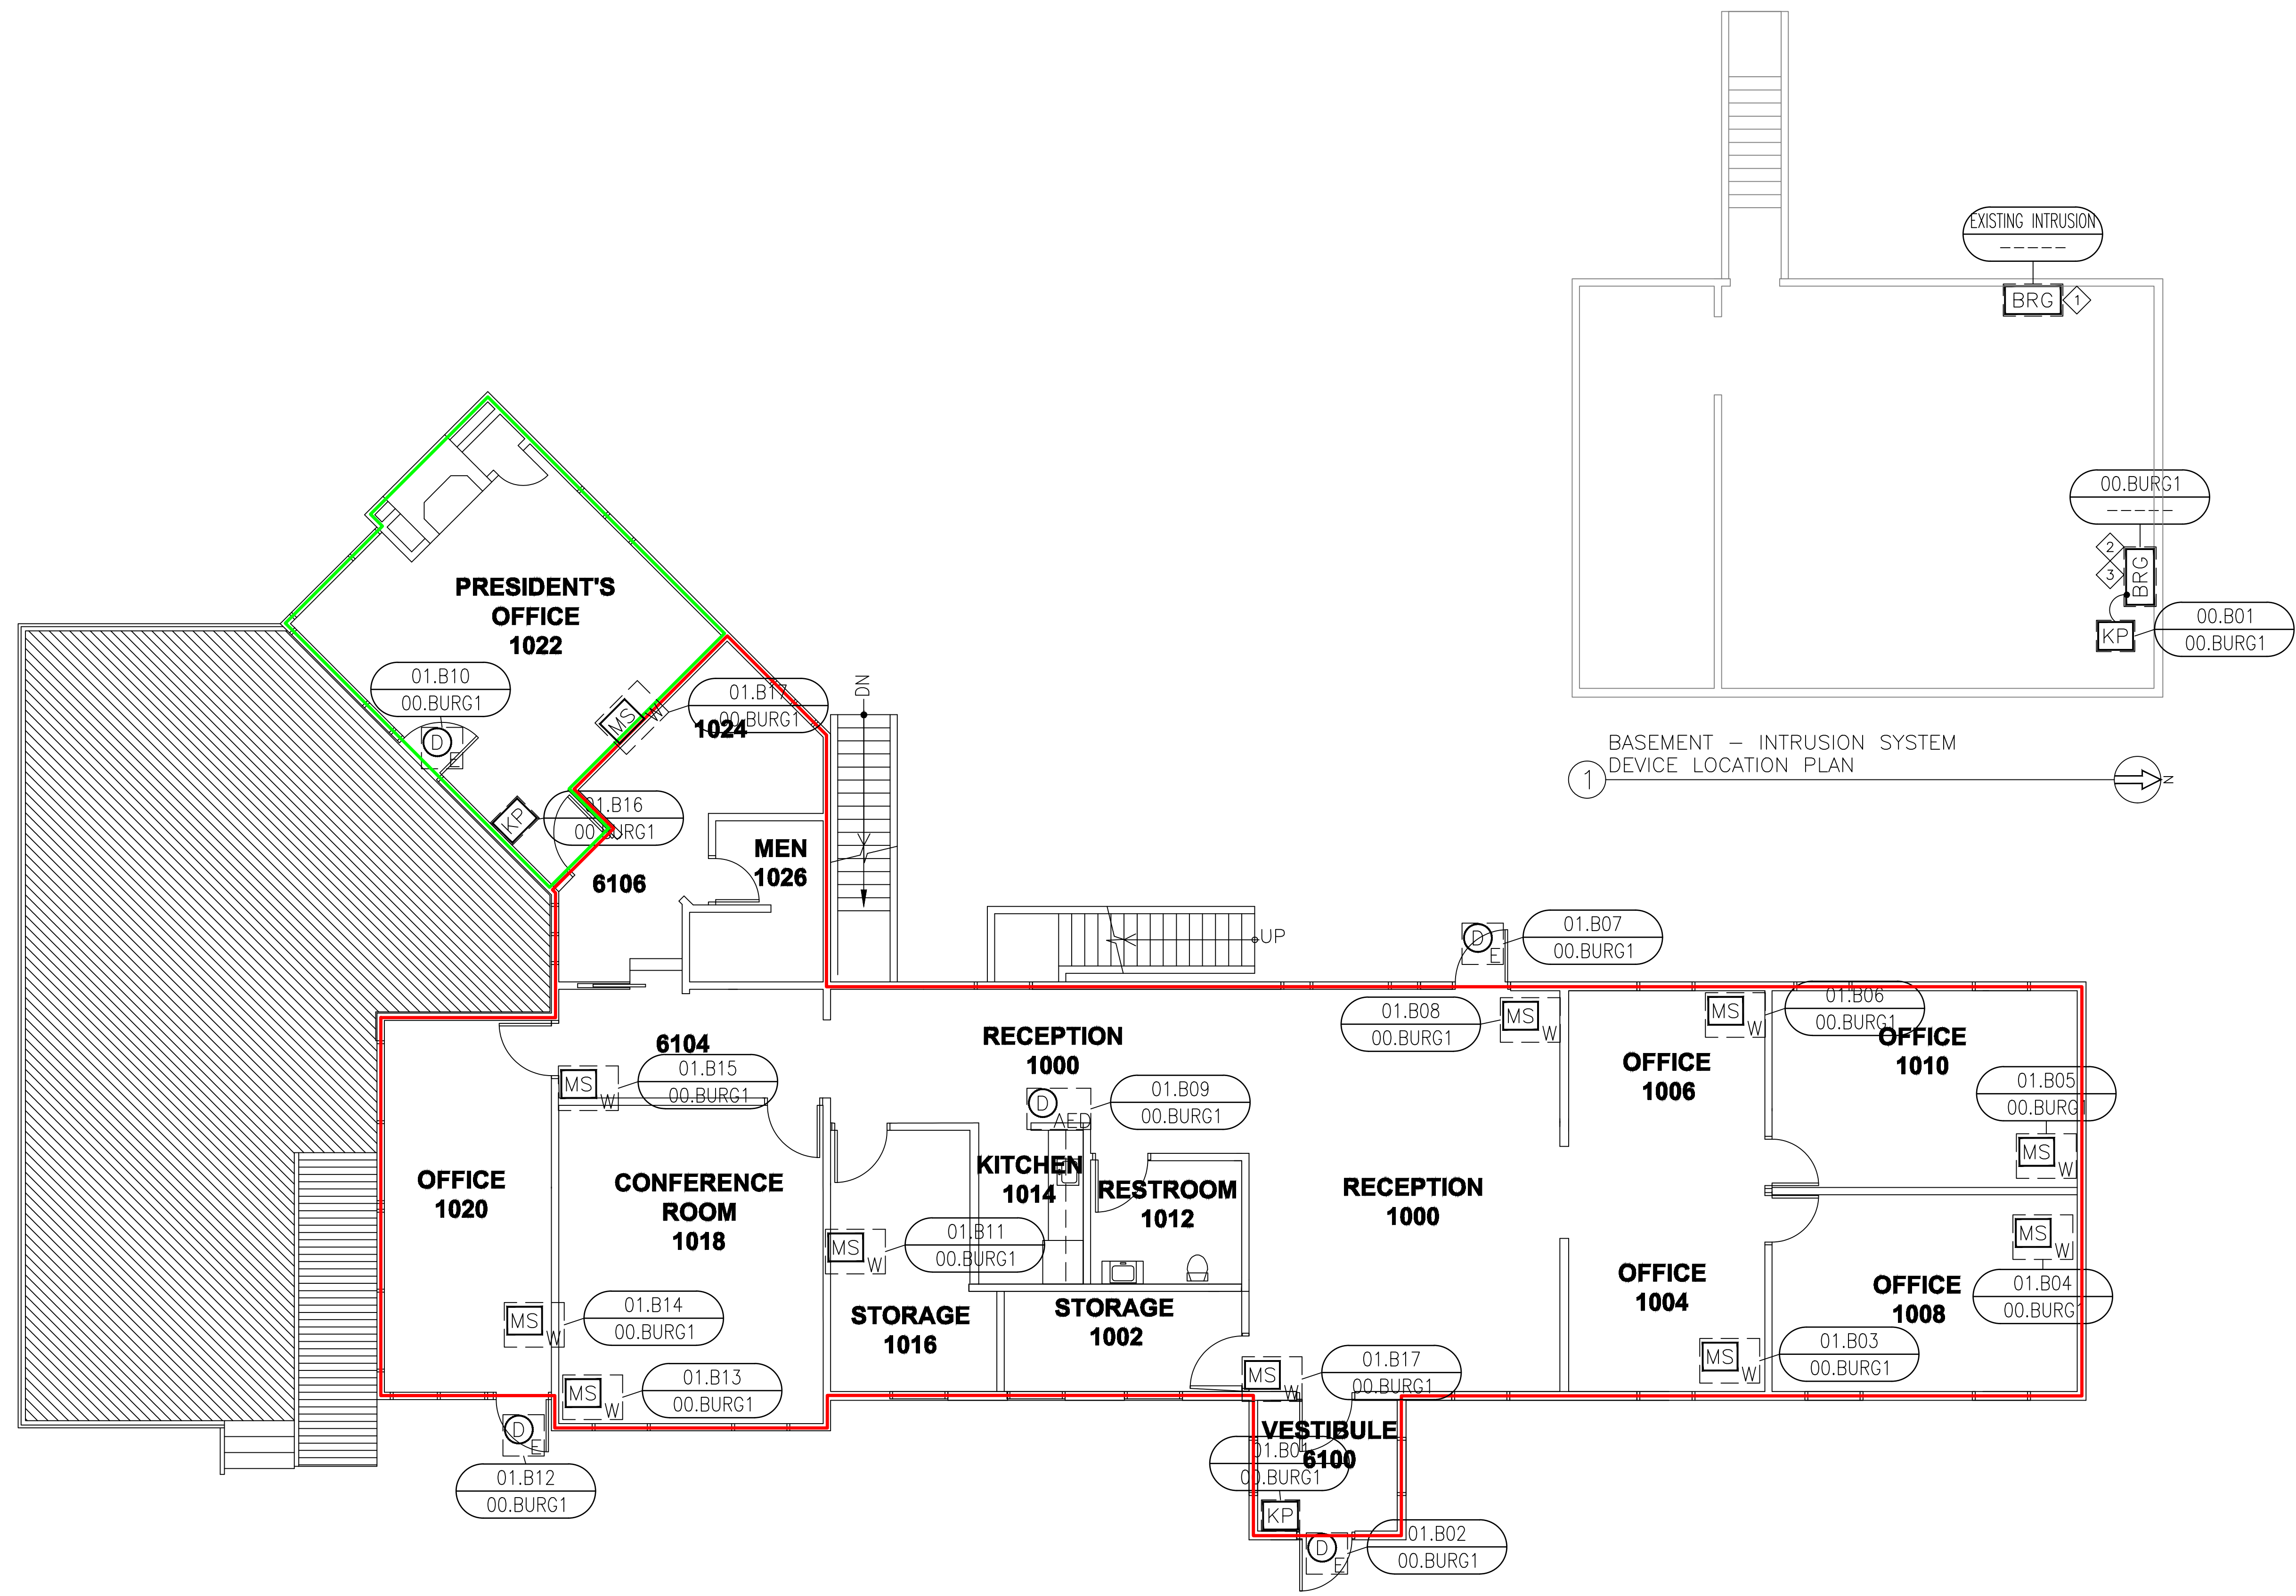 EXISTING INTRUSION
-----
BRG
1
00.BURG1
-----
2
3
BRG
00.B01
00.BURG1
KP
BASEMENT – INTRUSION SYSTEM
DEVICE LOCATION PLAN
1
N
PRESIDENT'S
OFFICE
1022
01.B10
00.BURG1
D
E
MS
W
01.B17
00.BURG1
1024
DN
KP
01.B16
00.BURG1
6106
MEN
1026
UP
D
E
01.B07
00.BURG1
6104
MS
W
01.B15
00.BURG1
RECEPTION
1000
D
AED
01.B09
00.BURG1
01.B08
00.BURG1
MS
W
MS
W
01.B06
00.BURG1
OFFICE
1006
OFFICE
1010
01.B05
00.BURG1
MS
W
OFFICE
1020
CONFERENCE
ROOM
1018
KITCHEN
1014
RESTROOM
1012
RECEPTION
1000
MS
W
01.B11
00.BURG1
MS
W
01.B04
00.BURG1
OFFICE
1004
OFFICE
1008
MS
W
01.B14
00.BURG1
STORAGE
1016
STORAGE
1002
MS
W
01.B03
00.BURG1
MS
W
01.B13
00.BURG1
MS
W
01.B17
00.BURG1
D
E
01.B12
00.BURG1
VESTIBULE
6100
01.B01
00.BURG1
KP
D
E
01.B02
00.BURG1